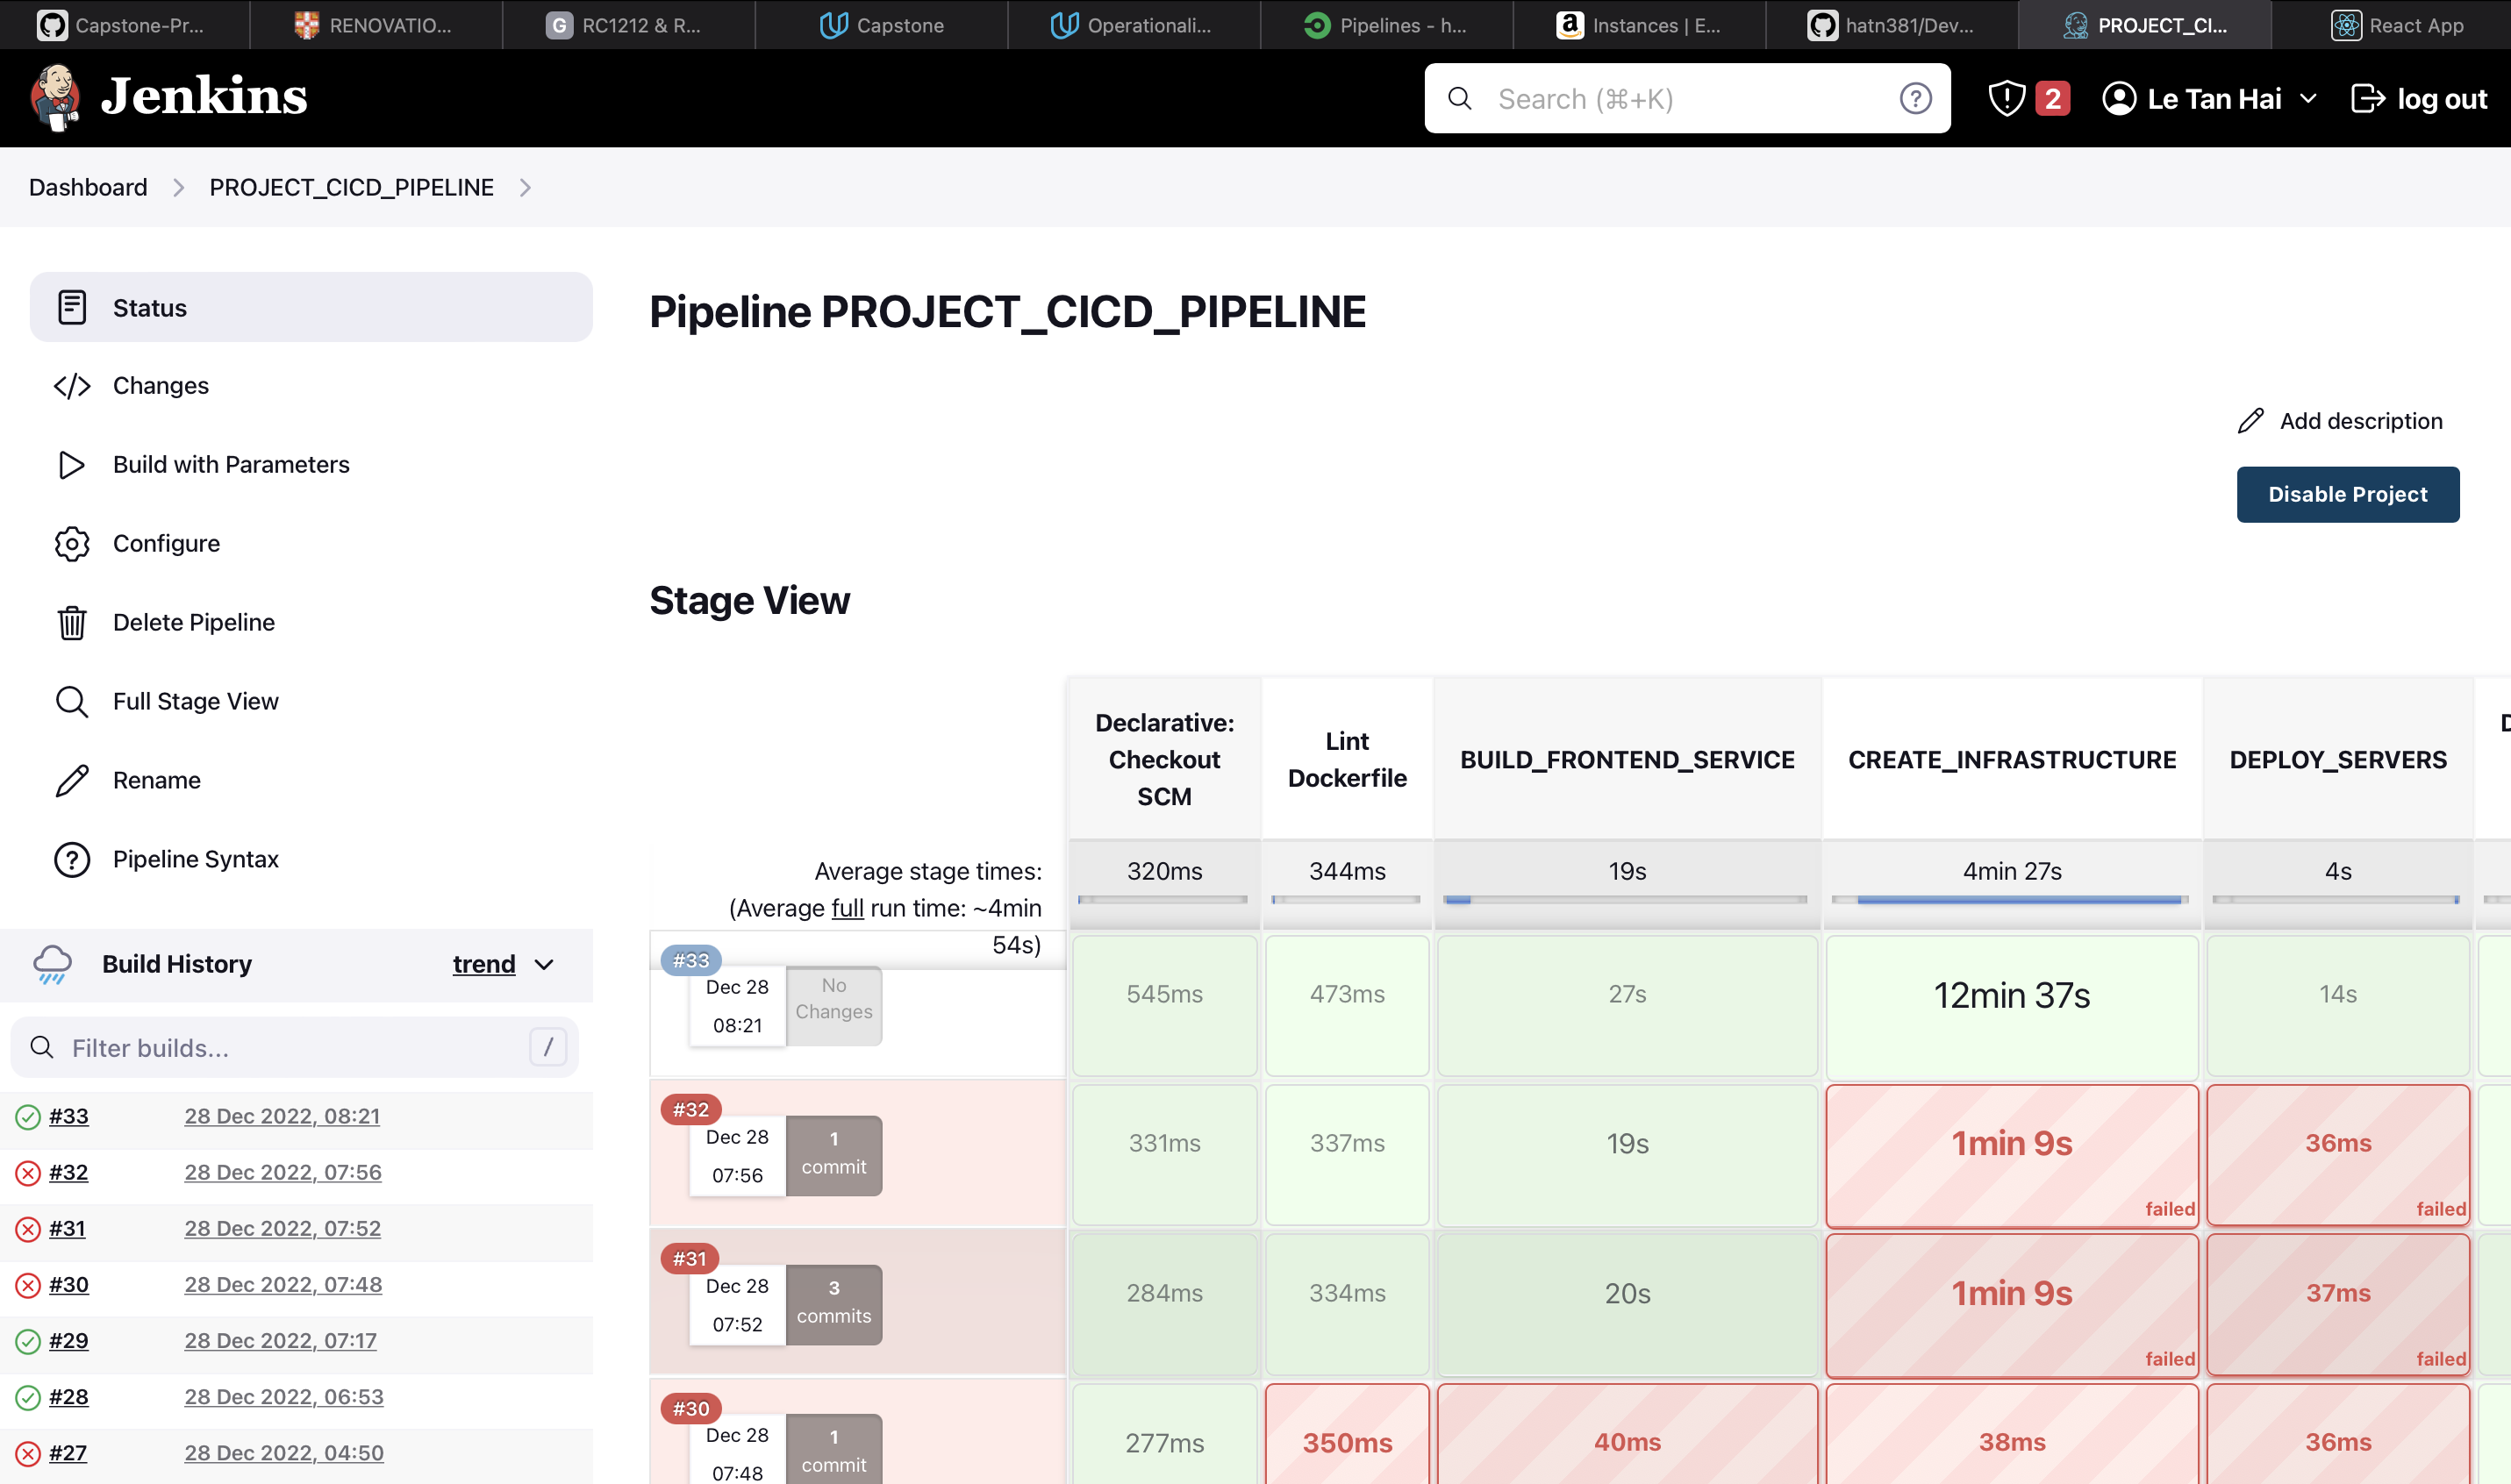 Capstone-Pr...
RENOVATIO...
G RC1212 & R...
Capstone
Operationali...
Pipelines - h...
a Instances | E...
hatn381/Dev...
PROJECT_CI...
React App
Jenkins
Search (⌘+K)
?
2
Le Tan Hai
log out
Dashboard
PROJECT_CICD_PIPELINE
Status
Changes
Build with Parameters
Configure
Delete Pipeline
Full Stage View
Rename
Pipeline Syntax
Build History
trend
Filter builds...
/
#33 28 Dec 2022, 08:21
#32 28 Dec 2022, 07:56
#31 28 Dec 2022, 07:52
#30 28 Dec 2022, 07:48
#29 28 Dec 2022, 07:17
#28 28 Dec 2022, 06:53
#27 28 Dec 2022, 04:50
Pipeline PROJECT_CICD_PIPELINE
Add description
Disable Project
Stage View
Declarative:
Checkout
SCM
Lint
Dockerfile
BUILD_FRONTEND_SERVICE
CREATE_INFRASTRUCTURE
DEPLOY_SERVERS
Average stage times:
(Average full run time: ~4min
54s)
320ms
344ms
19s
4min 27s
4s
#33
Dec 28
08:21
No
Changes
545ms
473ms
27s
12min 37s
14s
#32
Dec 28
07:56
1
commit
331ms
337ms
19s
1min 9s
failed
36ms
failed
#31
Dec 28
07:52
3
commits
284ms
334ms
20s
1min 9s
failed
37ms
failed
#30
Dec 28
07:48
1
commit
277ms
350ms
40ms
38ms
36ms